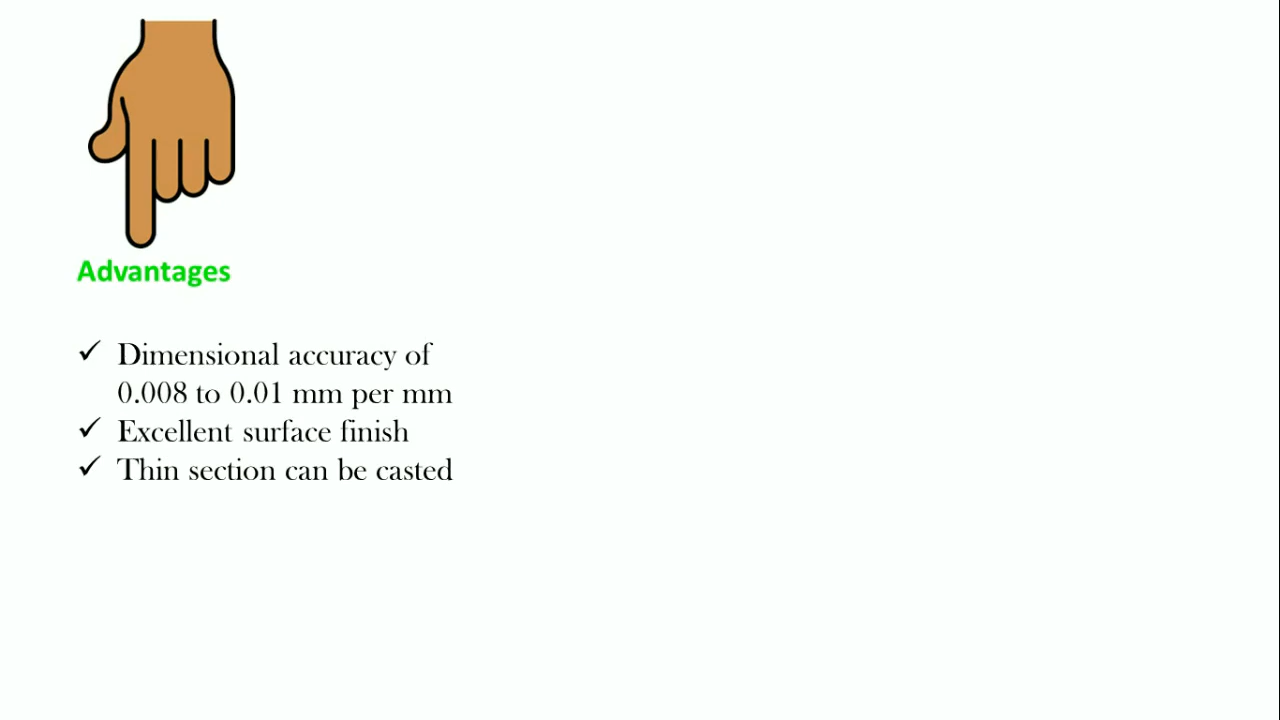 Advantages
✓ Dimensional accuracy of
0.008 to 0.01 mm per mm
✓ Excellent surface finish
✓ Thin section can be casted